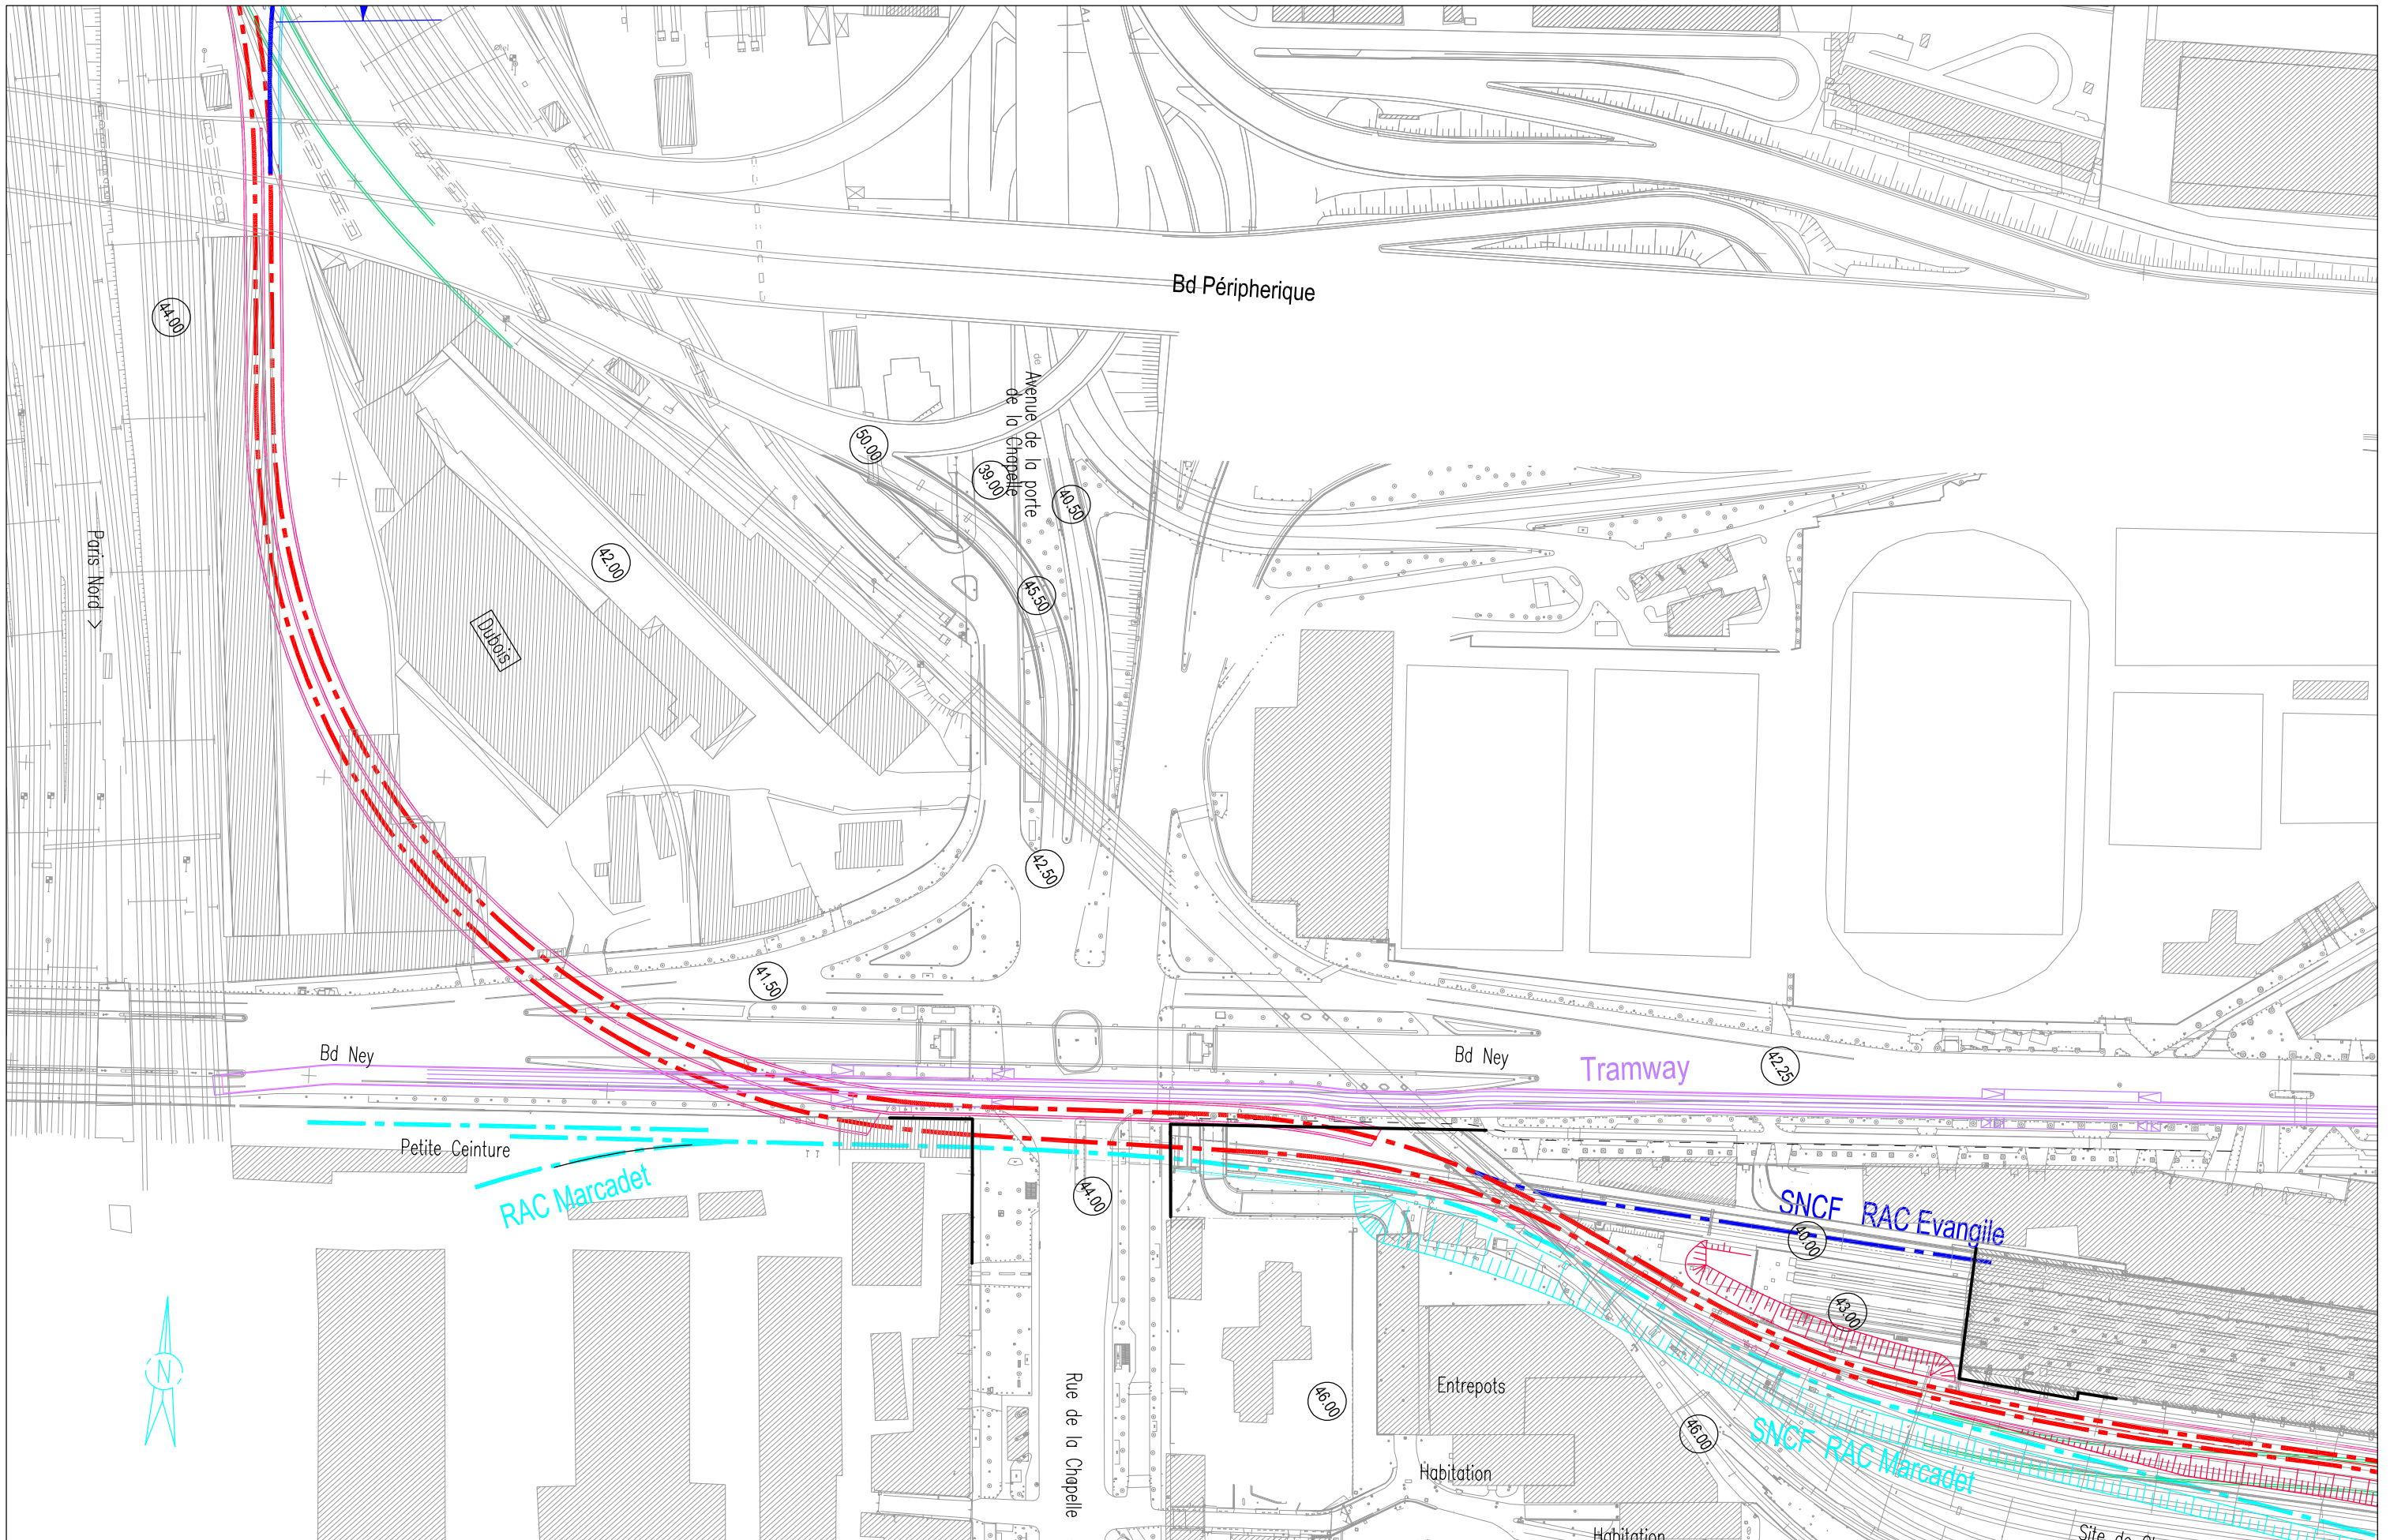 Bd Péripherique
44.00
Avenue de la porte
de la Chapelle
de
50.00
39.00
40.50
Paris Nord
42.00
45.50
Dubois
42.50
41.50
Bd Ney
Bd Ney
Tramway
42.25
Petite Ceinture
RAC Marcadet
44.00
SNCF RAC Evangile
40.00
43.00
N
Rue de la Chapelle
46.00
Entrepots
46.00
SNCF RAC Marcadet
Habitation
Habitation
Site de